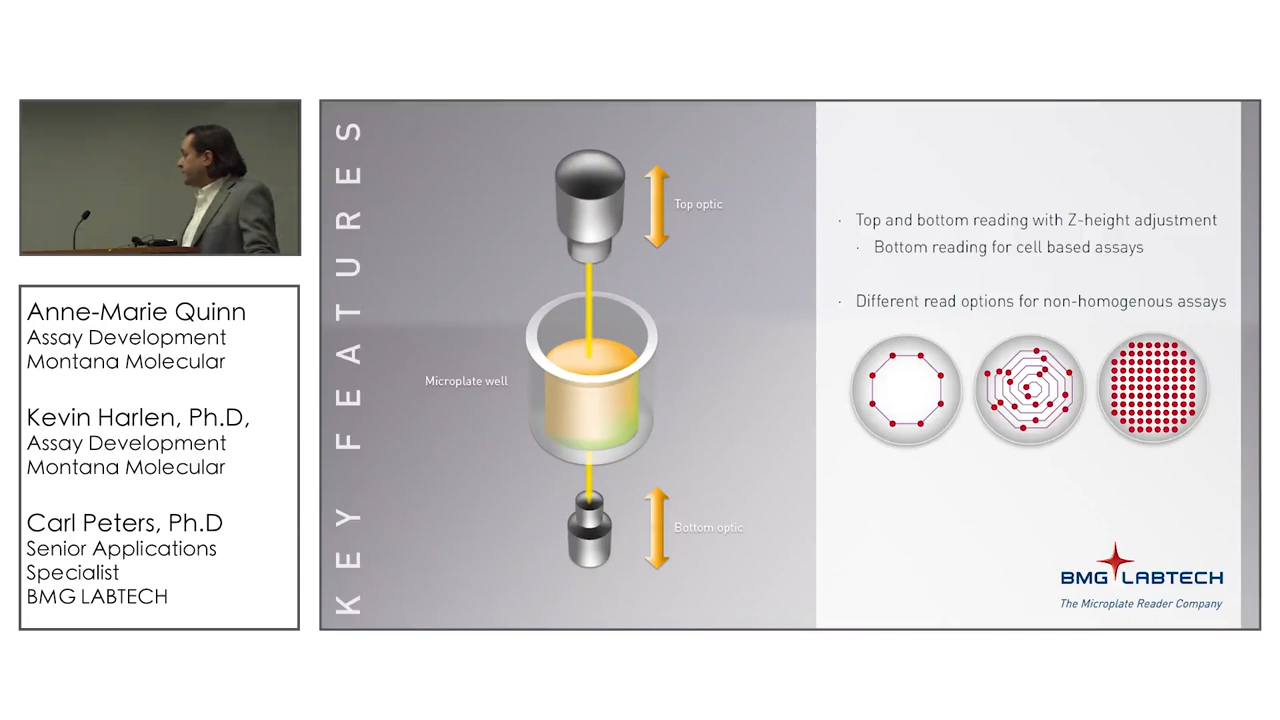 Anne-Marie Quinn
Assay Development
Montana Molecular
Kevin Harlen, Ph.D,
Assay Development
Montana Molecular
Carl Peters, Ph.D
Senior Applications
Specialist
BMG LABTECH
KEY FEATURES
Top optic
Microplate well
Bottom optic
· Top and bottom reading with Z-height adjustment
· Bottom reading for cell based assays
· Different read options for non-homogenous assays
BMG LABTECH
The Microplate Reader Company